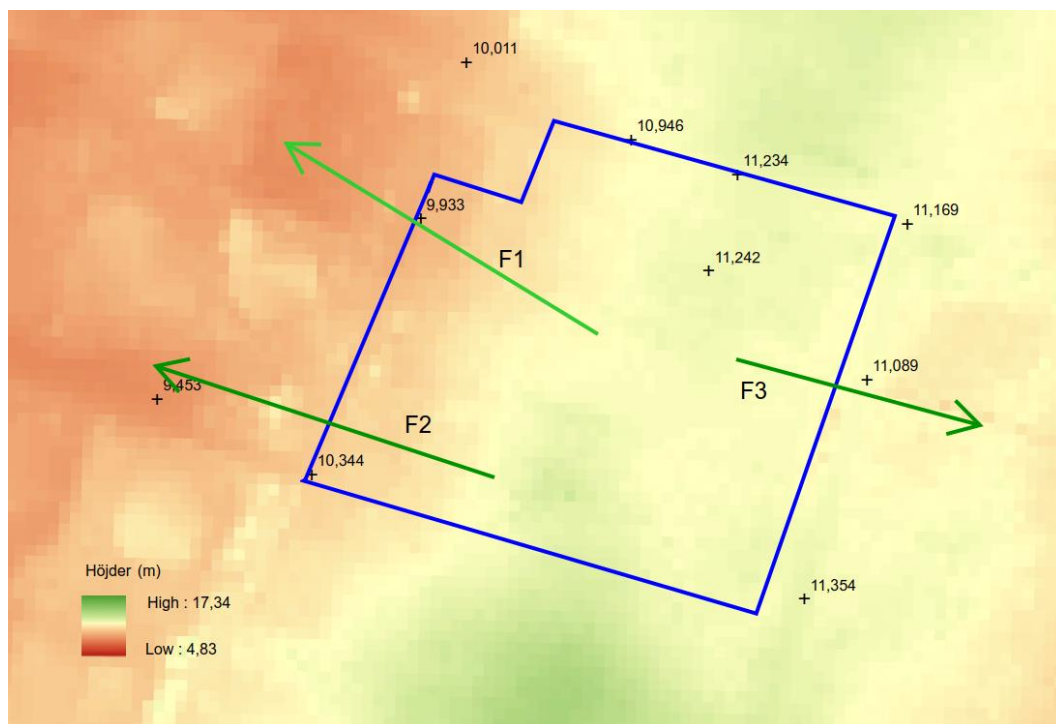 10,011
10,946
11,234
9,933
11,169
F1
11,242
9,453
11,089
F3
F2
10,344
Höjder (m)
High : 17,34
11,354
Low : 4,83